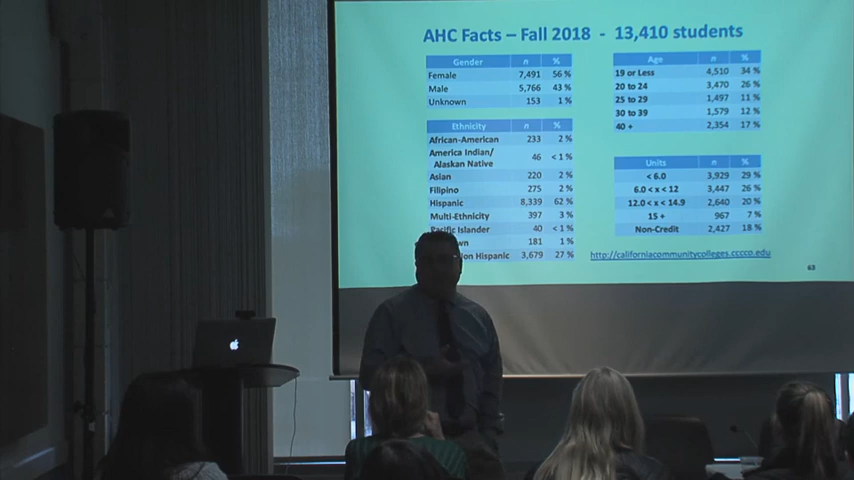 AHC Facts – Fall 2018 - 13,410 students
Gender n %
Female 7,491 56 %
Male 5,766 43 %
Unknown 153 1 %
Ethnicity n %
African-American 233 2 %
America Indian/
Alaskan Native 46 < 1 %
Asian 220 2 %
Filipino 275 2 %
Hispanic 8,339 62 %
Multi-Ethnicity 397 3 %
Pacific Islander 40 < 1 %
181 1 %
Hispanic 3,679 27 %
Age n %
19 or Less 4,510 34 %
20 to 24 3,470 26 %
25 to 29 1,497 11 %
30 to 39 1,579 12 %
40 + 2,354 17 %
Units n %
< 6.0 3,929 29 %
6.0 < x < 12 3,447 26 %
12.0 < x < 14.9 2,640 20 %
15 + 967 7 %
Non-Credit 2,427 18 %
http://californiacommunitycolleges.cccco.edu
63